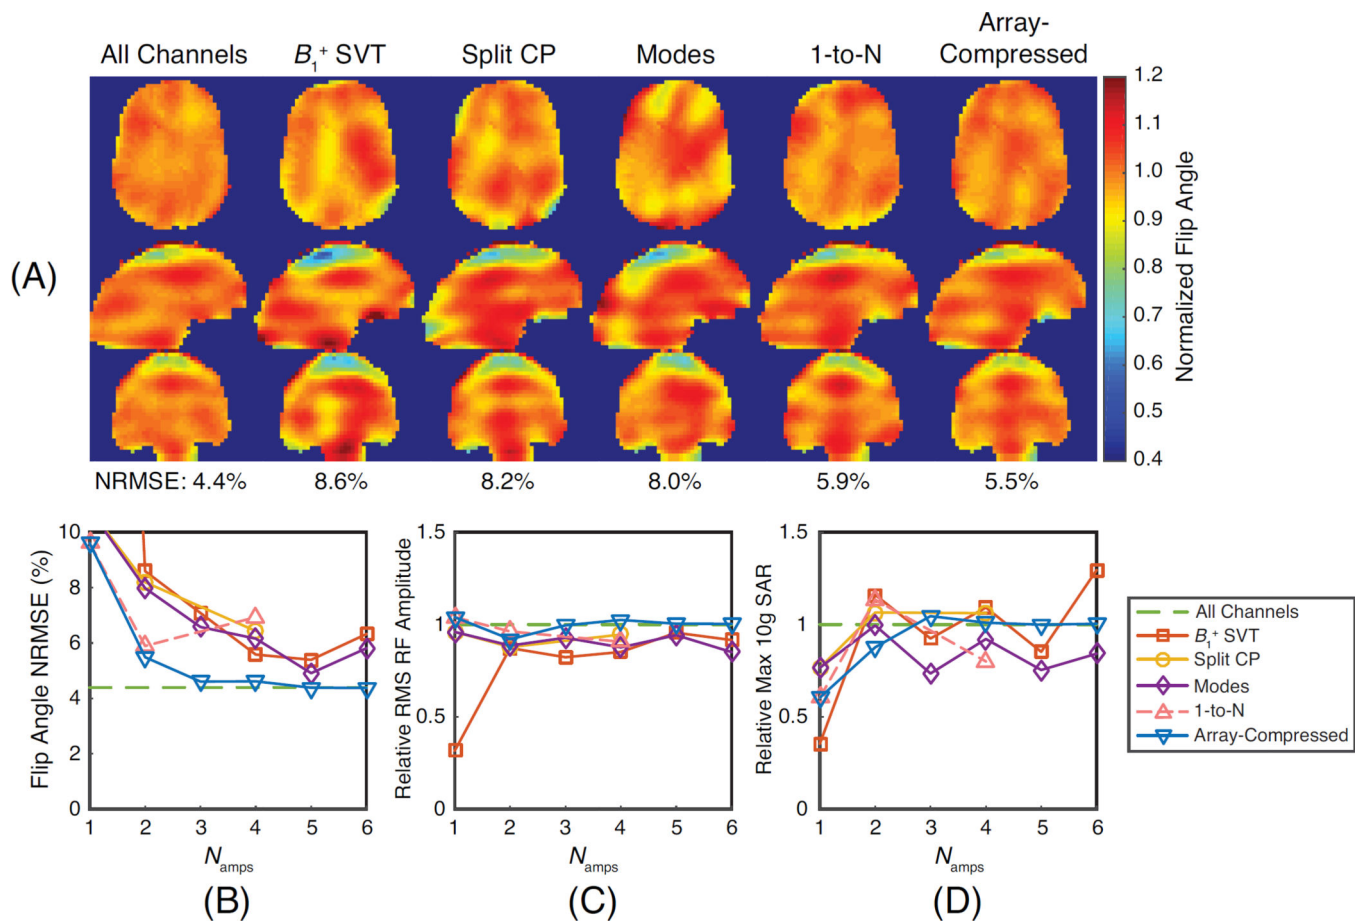 All Channels
B₁⁺ SVT
Split CP
Modes
1-to-N
Array-
Compressed
(A)
1.2
1.1
1.0
0.9
0.8
0.7
0.6
0.5
0.4
Normalized Flip Angle
NRMSE: 4.4%
8.6%
8.2%
8.0%
5.9%
5.5%
Flip Angle NRMSE (%)
10
8
6
4
2
0
1 2 3 4 5 6
N_amps
(B)
Relative RMS RF Amplitude
1.5
1
0.5
0
1 2 3 4 5 6
N_amps
(C)
Relative Max 10g SAR
1.5
1
0.5
0
1 2 3 4 5 6
N_amps
(D)
All Channels
B₁⁺ SVT
Split CP
Modes
1-to-N
Array-Compressed